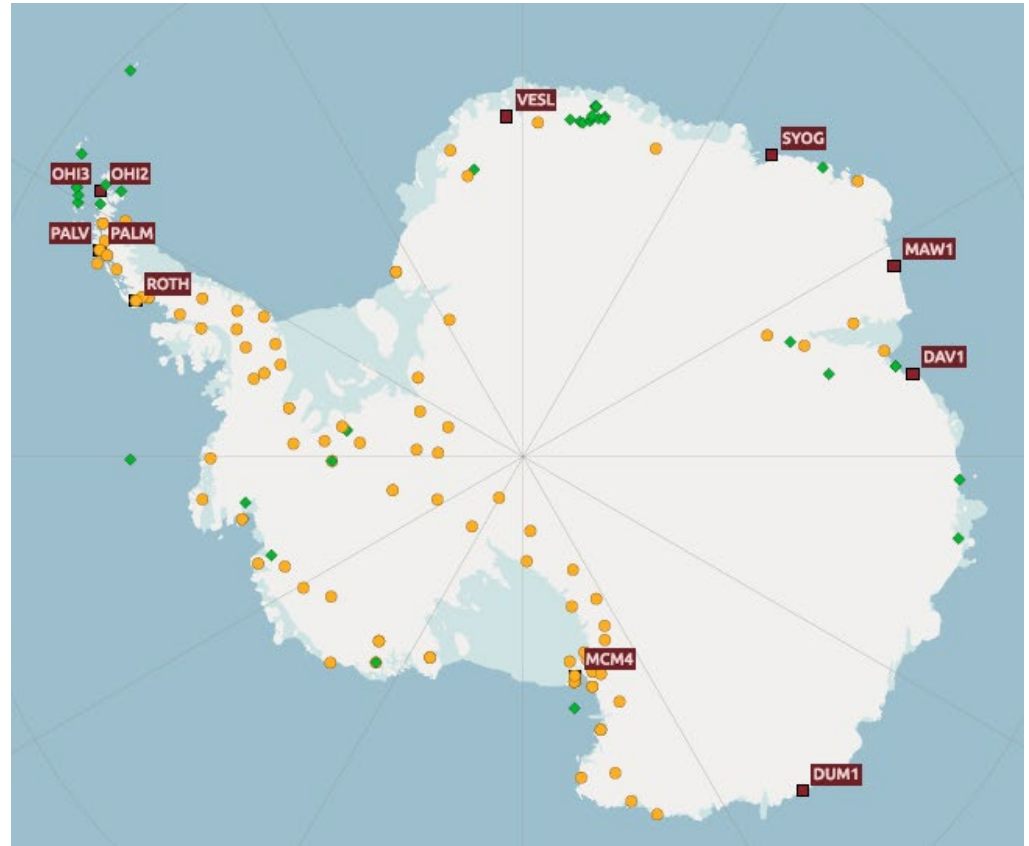 VESL
SYOG
OHI3 OHI2
PALV PALM
MAW1
ROTH
DAV1
MCM4
DUM1